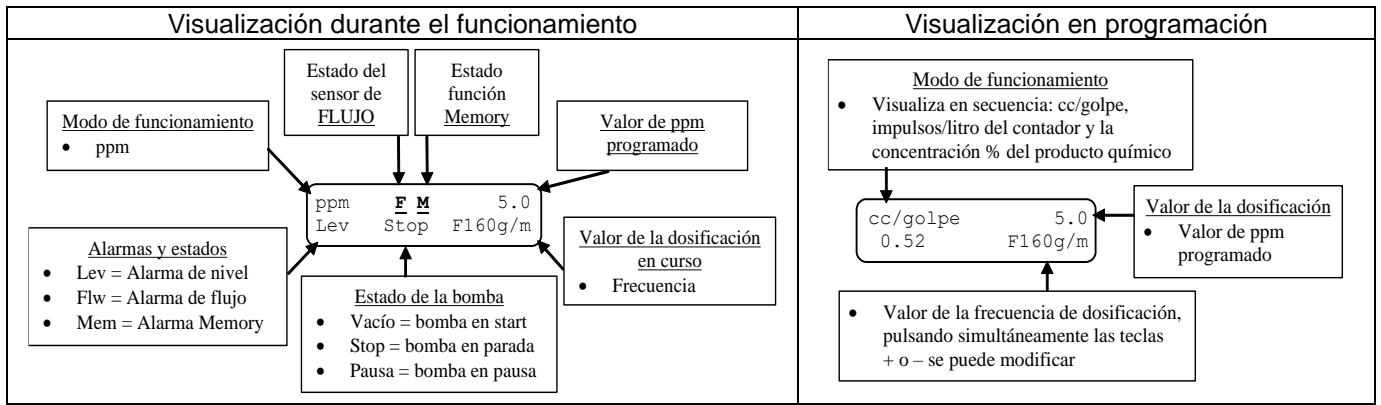 Visualización durante el funcionamiento
Visualización en programación
Estado del
sensor de
FLUJO
Estado
función
Memory
Modo de funcionamiento
• ppm
Valor de ppm
programado
ppm F M 5.0
Lev Stop F160g/m
Alarmas y estados
• Lev = Alarma de nivel
• Flw = Alarma de flujo
• Mem = Alarma Memory
Estado de la bomba
• Vacío = bomba en start
• Stop = bomba en parada
• Pausa = bomba en pausa
Valor de la dosificación
en curso
• Frecuencia
Modo de funcionamiento
• Visualiza en secuencia: cc/golpe,
impulsos/litro del contador y la
concentración % del producto químico
cc/golpe 5.0
0.52 F160g/m
Valor de la dosificación
• Valor de ppm
programado
• Valor de la frecuencia de dosificación,
pulsando simultáneamente las teclas
+ o – se puede modificar